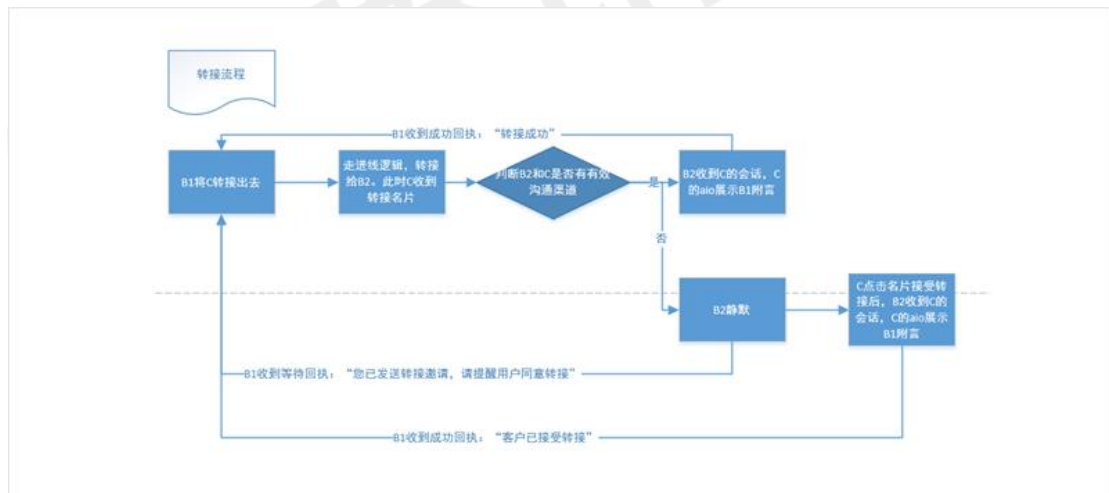 转接流程
B1收到成功回执：“转接成功”
B1将C转接出去
走进线逻辑，转接
给B2。此时C收到
转接名片
判断B2和C是否有有效
沟通渠道
是
B2收到C的会话，C
的aio展示B1附言
否
B2静默
C点击名片接受转
接后，B2收到C的
会话，C的aio展示
B1附言
B1收到等待回执：“您已发送转接邀请，请提醒用户同意转接”
B1收到成功回执：“客户已接受转接”